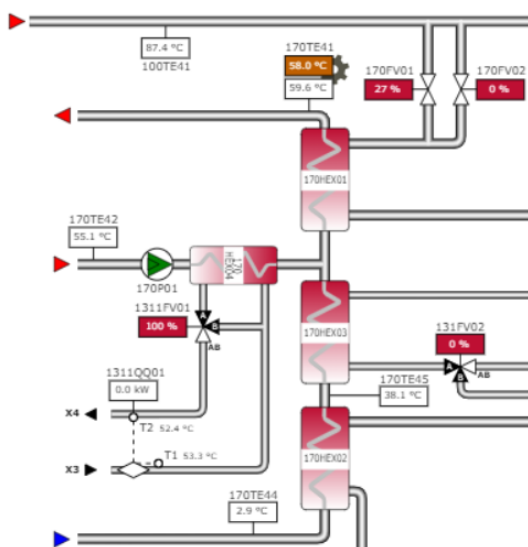 87.4 °C
100TE41
170TE41
58.0 °C
59.6 °C
170FV01
27 %
170FV02
0 %
170HEX01
170TE42
55.1 °C
170P01
170
HEX04
1311FV01
100 %
A
B
AB
170HEX03
131FV02
0 %
A
B
AB
1311QQ01
0.0 kW
170TE45
38.1 °C
X4
T2 52.4 °C
T1 53.3 °C
X3
170HEX02
170TE44
2.9 °C